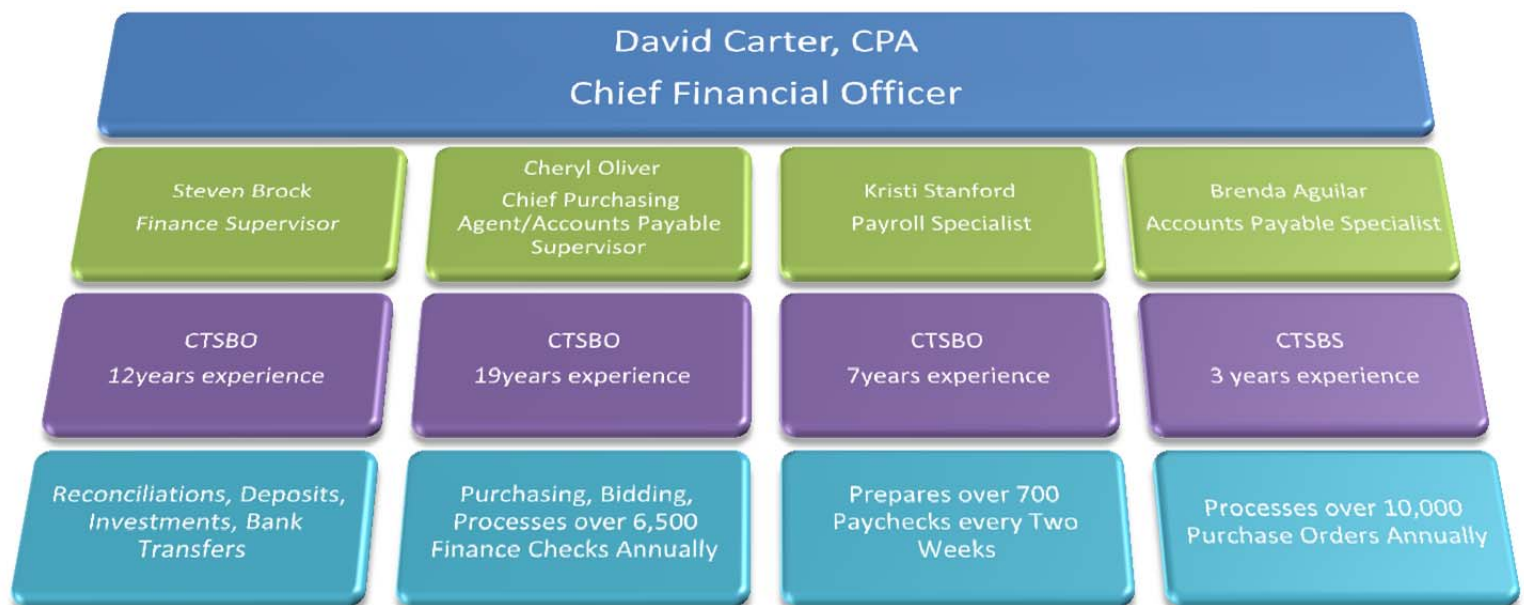 David Carter, CPA
Chief Financial Officer
Steven Brock
Finance Supervisor
Cheryl Oliver
Chief Purchasing
Agent/Accounts Payable
Supervisor
Kristi Stanford
Payroll Specialist
Brenda Aguilar
Accounts Payable Specialist
CTSBO
12years experience
CTSBO
19years experience
CTSBO
7years experience
CTSBS
3 years experience
Reconciliations, Deposits,
Investments, Bank
Transfers
Purchasing, Bidding,
Processes over 6,500
Finance Checks Annually
Prepares over 700
Paychecks every Two
Weeks
Processes over 10,000
Purchase Orders Annually